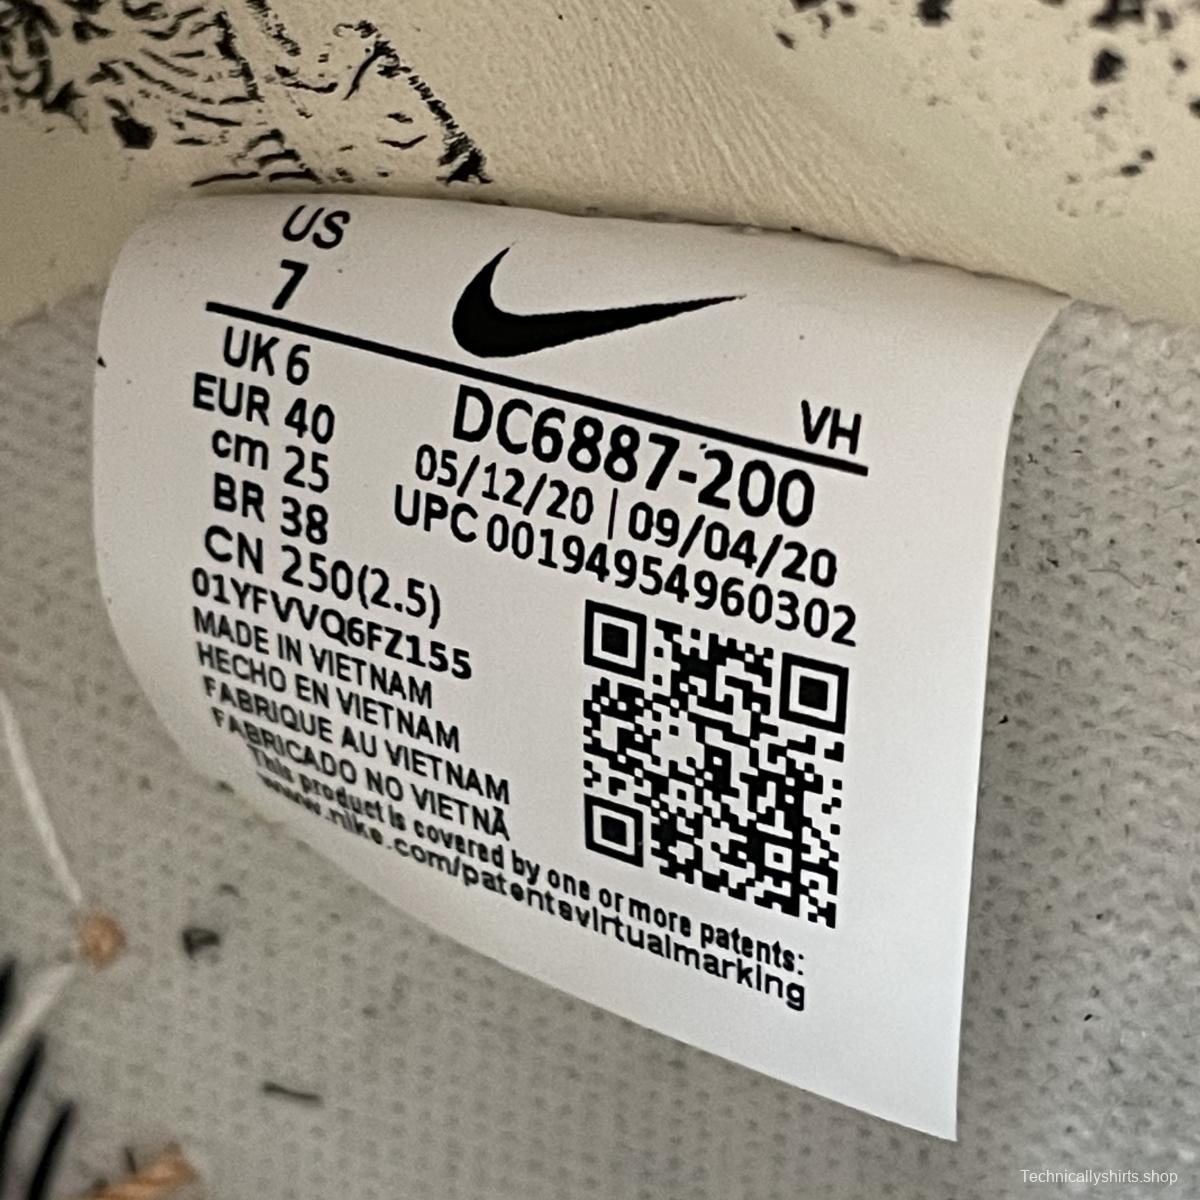 US
7
VH
UK 6
EUR 40
cm 25
BR 38
CN 250(2.5)
DC6887-200
05/12/20 | 09/04/20
UPC 00194954960302
01YFVVQ6FZ155
MADE IN VIETNAM
HECHO EN VIETNAM
FABRIQUE AU VIETNAM
FABRICADO NO VIETNÃ
This product is covered by one or more patents:
www.nike.com/patentsvirtualmarking
Technicallyshirts.shop